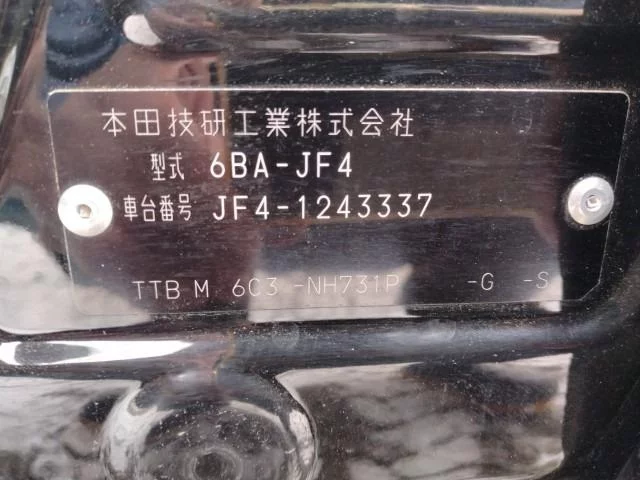 本田技研工業株式会社
型式 6BA-JF4
車台番号 JF4-1243337
TTB M 6C3 -NH731P -G -S